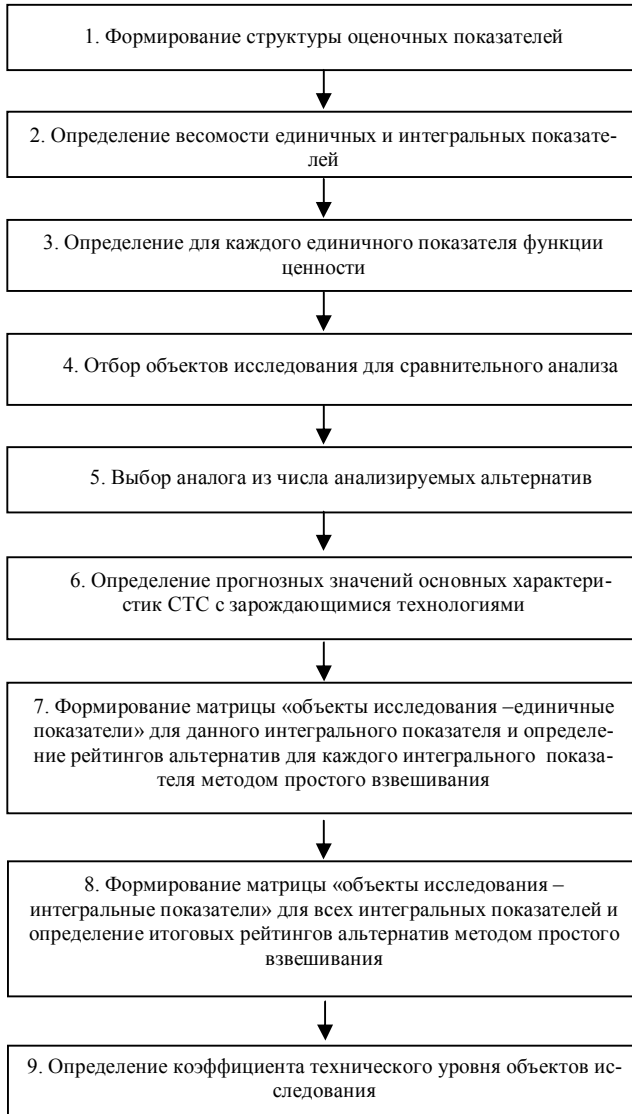 1. Формирование структуры оценочных показателей
2. Определение весомости единичных и интегральных показате-
лей
3. Определение для каждого единичного показателя функции
ценности
4. Отбор объектов исследования для сравнительного анализа
5. Выбор аналога из числа анализируемых альтернатив
6. Определение прогнозных значений основных характери-
стик СТС с зарождающимися технологиями
7. Формирование матрицы «объекты исследования –единичные
показатели» для данного интегрального показателя и определе-
ние рейтингов альтернатив для каждого интегрального  показа-
теля методом простого взвешивания
8. Формирование матрицы «объекты исследования –
интегральные показатели» для всех интегральных показателей и
определение итоговых рейтингов альтернатив методом простого
взвешивания
9. Определение коэффициента технического уровня объектов ис-
следования